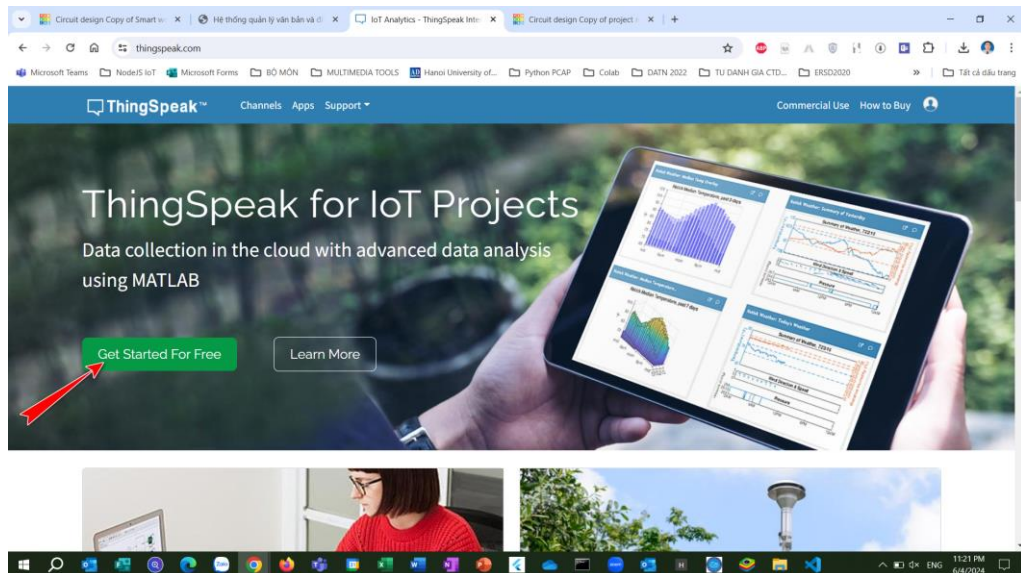 Circuit design Copy of Smart w
Hệ thống quản lý văn bản và đi
IoT Analytics - ThingSpeak Inter
Circuit design Copy of project
thingspeak.com
Microsoft Teams
NodeJS IoT
Microsoft Forms
BỘ MÔN
MULTIMEDIA TOOLS
Hanoi University of...
Python PCAP
Colab
DATN 2022
TU DANH GIA CTD...
ERSD2020
Tất cả dấu trang
ThingSpeak™
Channels Apps Support
Commercial Use How to Buy
ThingSpeak for IoT Projects
Data collection in the cloud with advanced data analysis
using MATLAB
Get Started For Free
Learn More
ENG
11:21 PM
6/4/2024